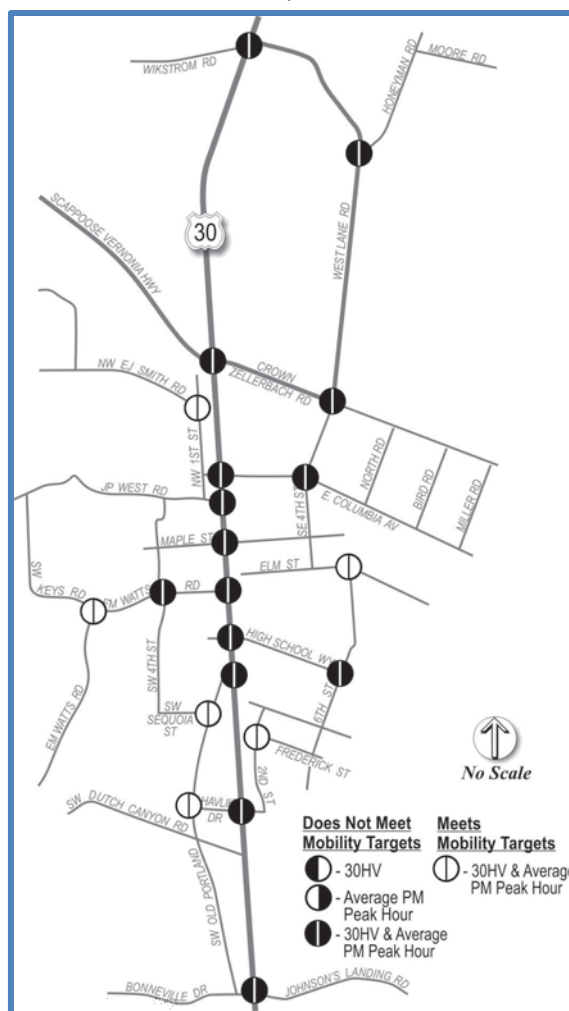 WIKSTROM RD
HONEYMAN RD
MOORE RD
SCAPPOOSE VERNONIA HWY
30
WEST LANE RD
NW EJ SMITH RD
CROWN
ZELLERBACH RD
NW 1ST ST
NORTH RD
BIRD RD
MILLER RD
JP WEST RD
SE 4TH ST
E. COLUMBIA AV
MAPLE ST
ELM ST
SW
KEYS RD
EM WATTS RD
HIGH SCHOOL WY
SW 4TH ST
6TH ST
EM WATTS RD
SW
SEQUOIA
ST
FREDERICK ST
2ND ST
No Scale
SW DUTCH CANYON RD
DR
SW OLD PORTLAND
BONNEVILLE DR
JOHNSON'S LANDING RD
Does Not Meet
Mobility Targets
- 30HV
- Average PM
Peak Hour
- 30HV & Average
PM Peak Hour
Meets
Mobility Targets
- 30HV & Average
PM Peak Hour